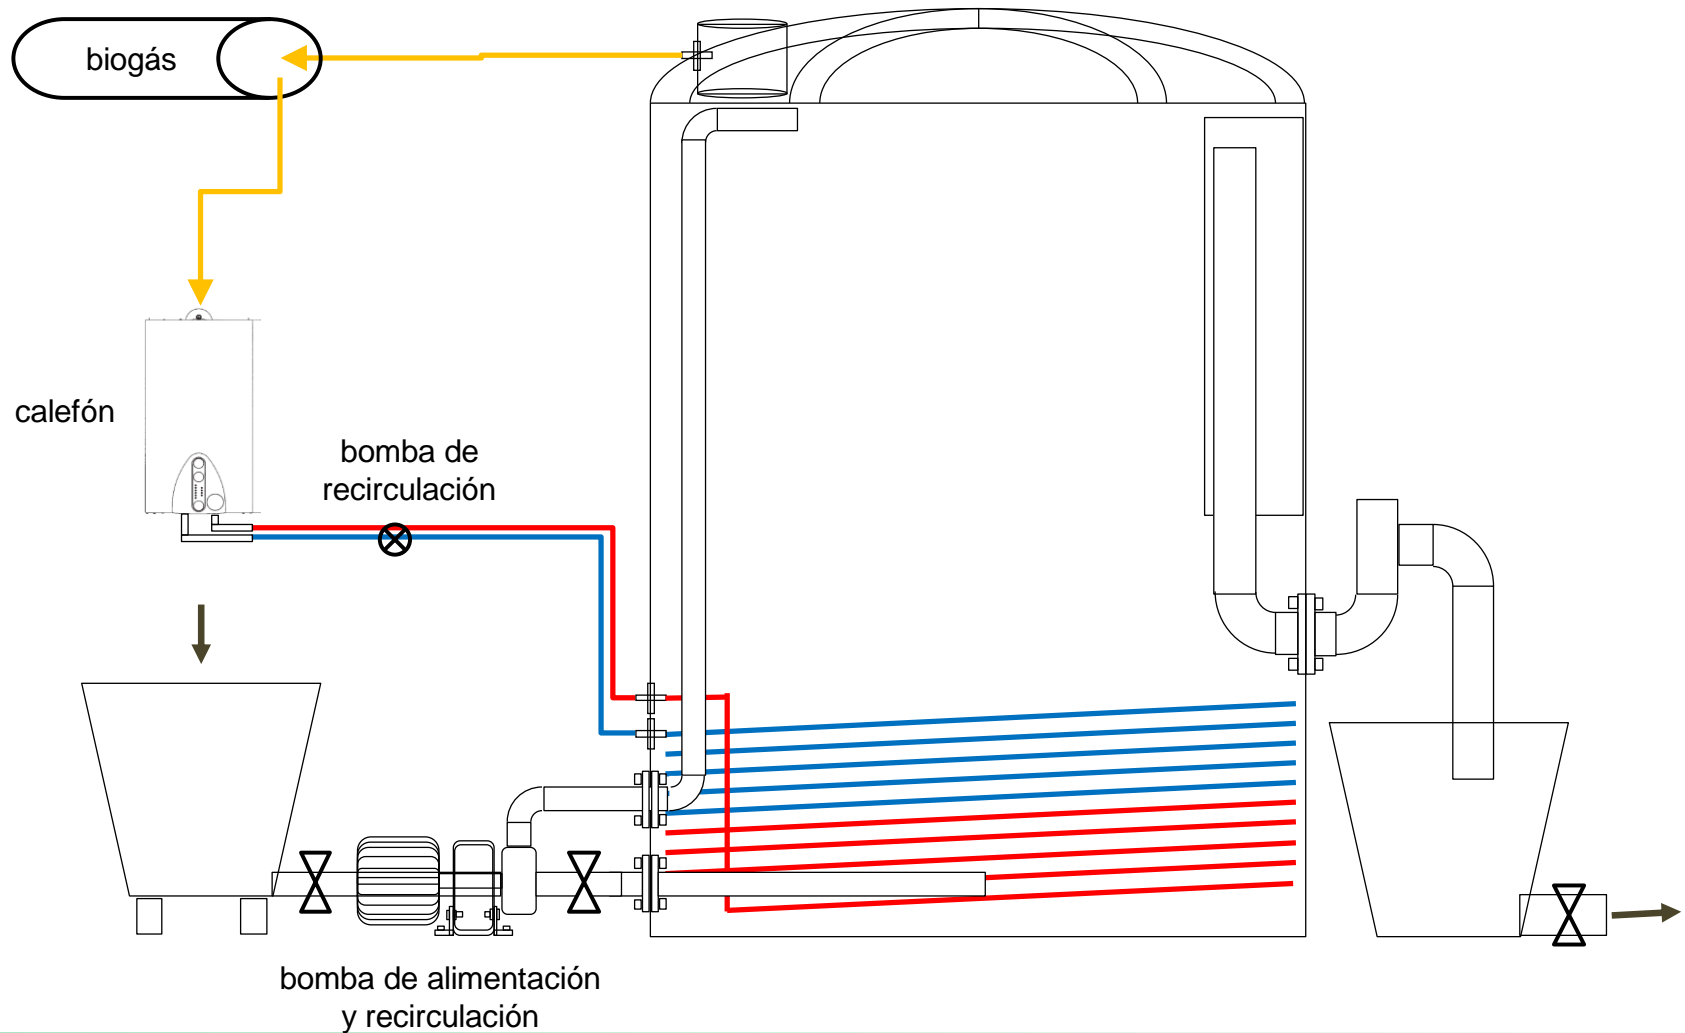 biogás
calefón
bomba de
recirculación
bomba de alimentación
y recirculación